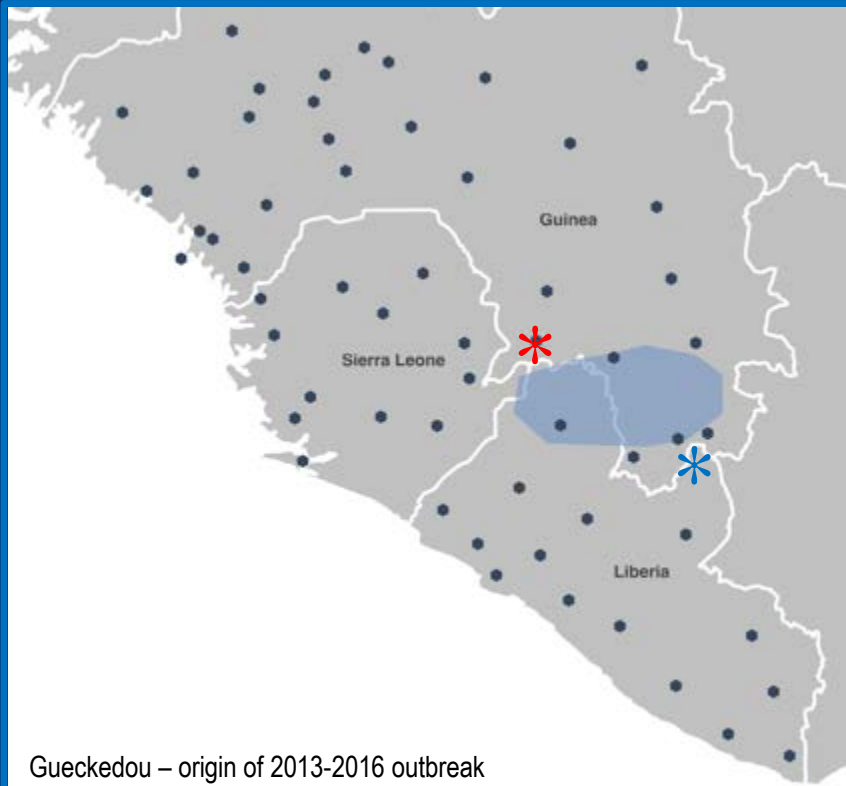 Guinea
Sierra Leone
Liberia
Gueckedou – origin of 2013-2016 outbreak